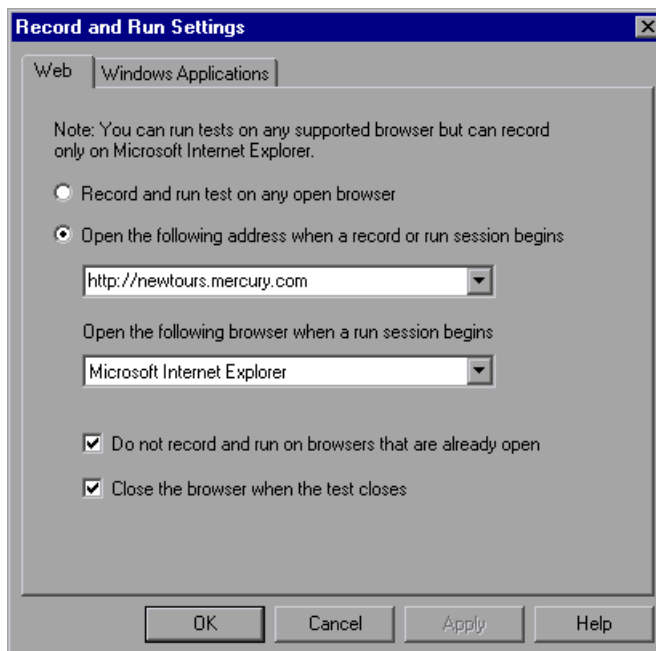 Record and Run Settings
Web
Windows Applications
Note: You can run tests on any supported browser but can record
only on Microsoft Internet Explorer.
Record and run test on any open browser
Open the following address when a record or run session begins
http://newtours.mercury.com
Open the following browser when a run session begins
Microsoft Internet Explorer
Do not record and run on browsers that are already open
Close the browser when the test closes
OK
Cancel
Apply
Help